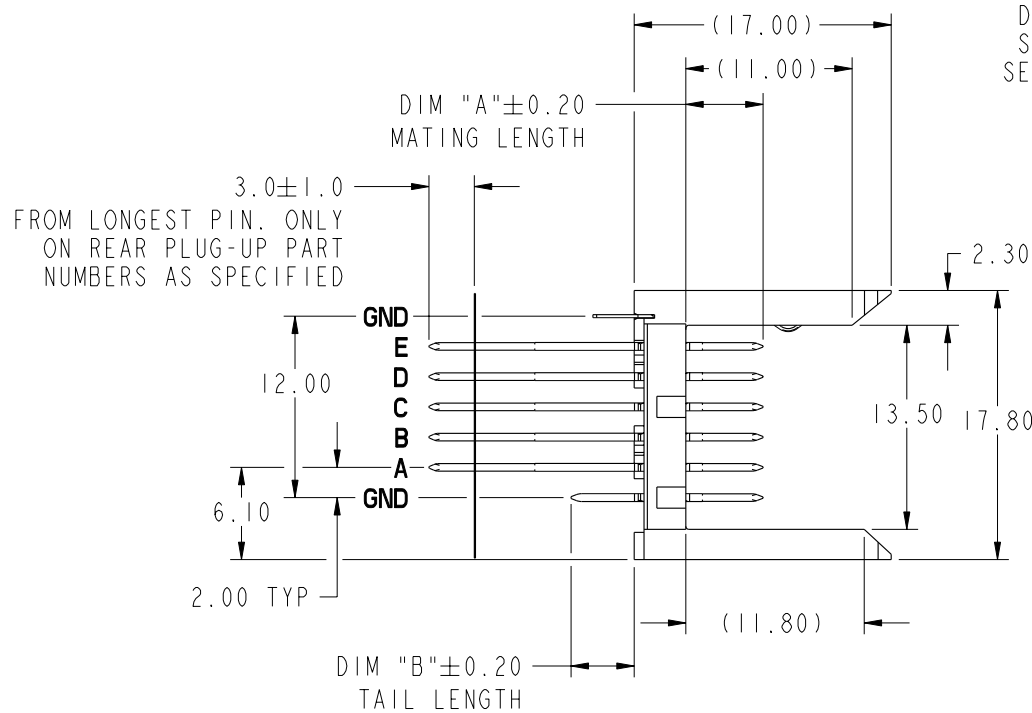 (17.00)
D
S
SE
(11.00)
DIM "A"±0.20
MATING LENGTH
3.0±1.0
FROM LONGEST PIN. ONLY
ON REAR PLUG-UP PART
NUMBERS AS SPECIFIED
2.30
GND
E
D
12.00
C
13.50
17.80
B
A
GND
6.10
2.00 TYP
(11.80)
DIM "B"±0.20
TAIL LENGTH